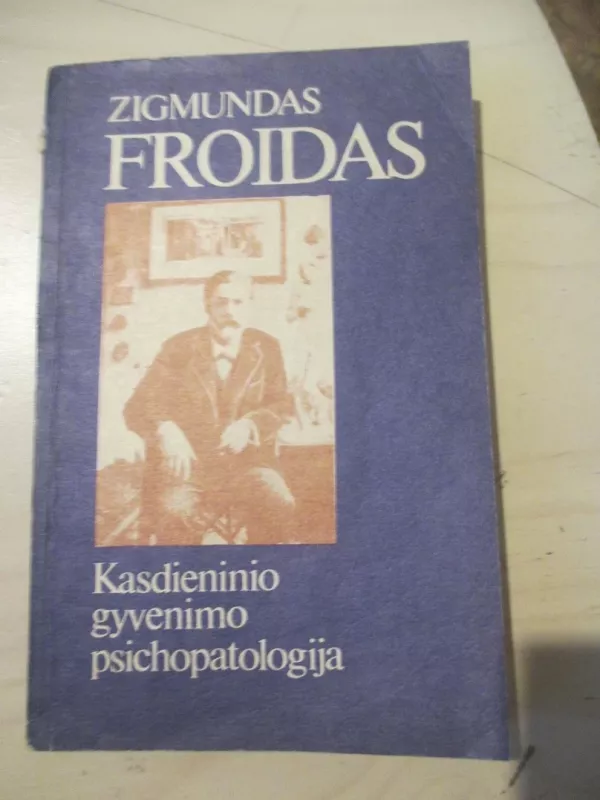 ZIGMUNDAS
FROIDAS
Kasdieninio
gyvenimo
psichopatologija